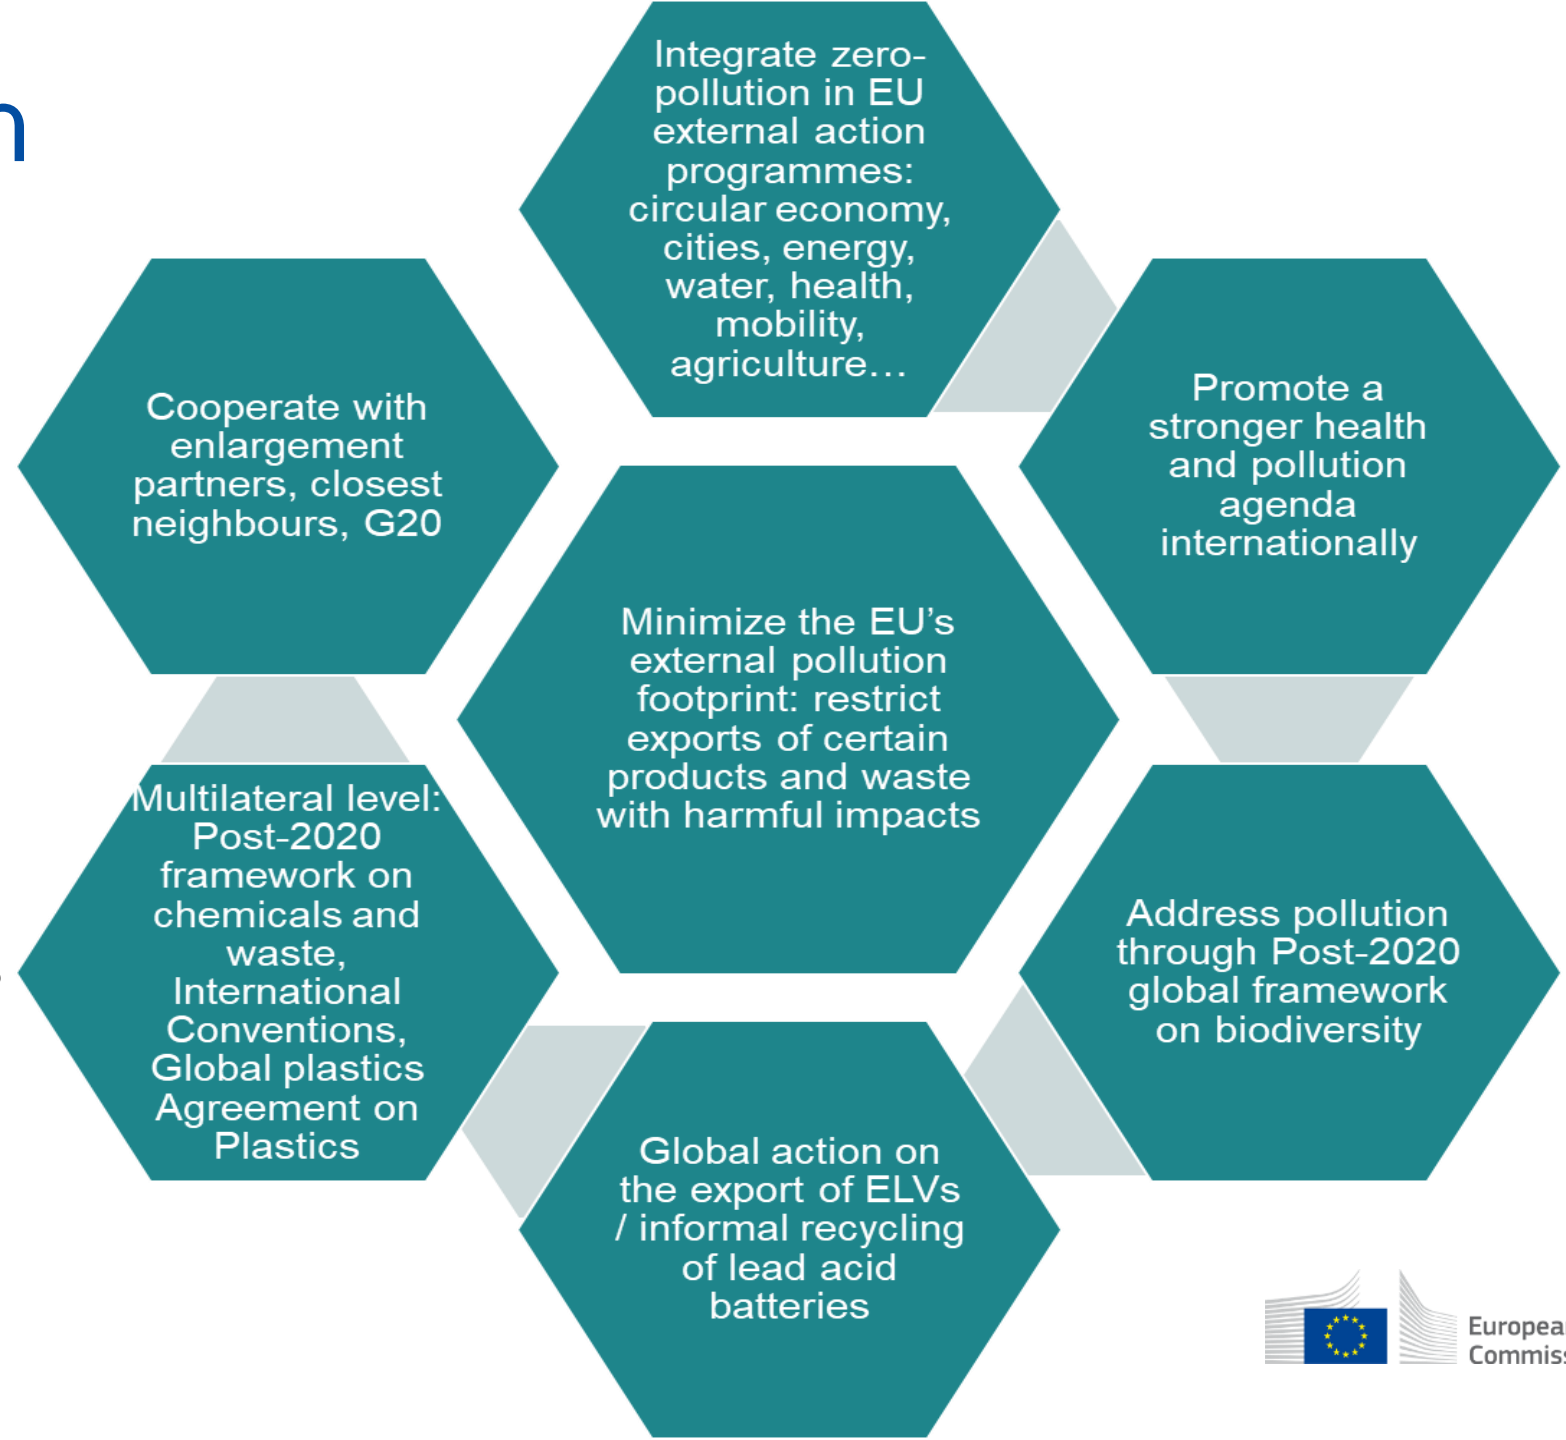 n
Integrate zero-
pollution in EU
external action
programmes:
circular economy,
cities, energy,
water, health,
mobility,
agriculture…
Cooperate with
enlargement
partners, closest
neighbours, G20
Promote a
stronger health
and pollution
agenda
internationally
Minimize the EU’s
external pollution
footprint: restrict
exports of certain
products and waste
with harmful impacts
Multilateral level:
Post-2020
framework on
chemicals and
waste,
International
Conventions,
Global plastics
Agreement on
Plastics
Address pollution
through Post-2020
global framework
on biodiversity
Global action on
the export of ELVs
/ informal recycling
of lead acid
batteries